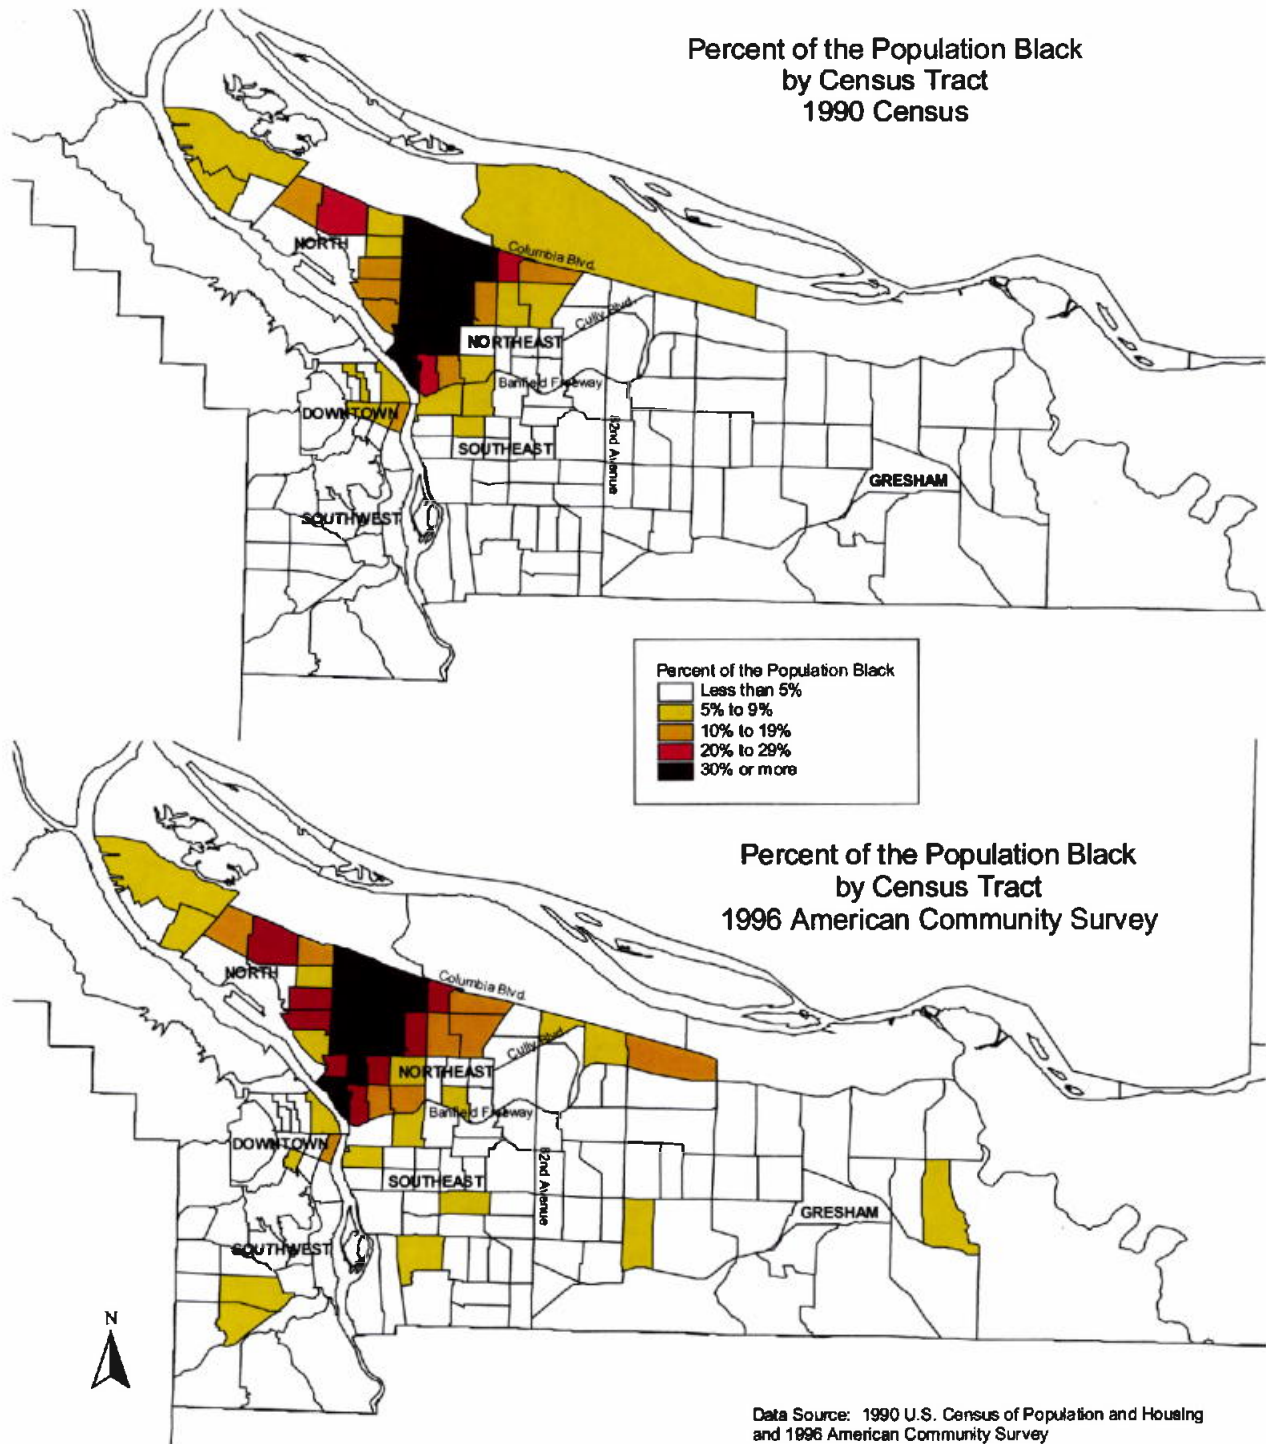 Percent of the Population Black
by Census Tract
1990 Census
Columbia Blvd.
NORTH
Cully Blvd.
NORTHEAST
Banfield Freeway
DOWNTOWN
82nd Avenue
SOUTHEAST
GRESHAM
SOUTHWEST
Percent of the Population Black
Less than 5%
5% to 9%
10% to 19%
20% to 29%
30% or more
Percent of the Population Black
by Census Tract
1996 American Community Survey
NORTH
Columbia Blvd.
Cully Blvd.
NORTHEAST
Banfield Freeway
DOWNTOWN
82nd Avenue
SOUTHEAST
GRESHAM
SOUTHWEST
N
Data Source: 1990 U.S. Census of Population and Housing
and 1996 American Community Survey